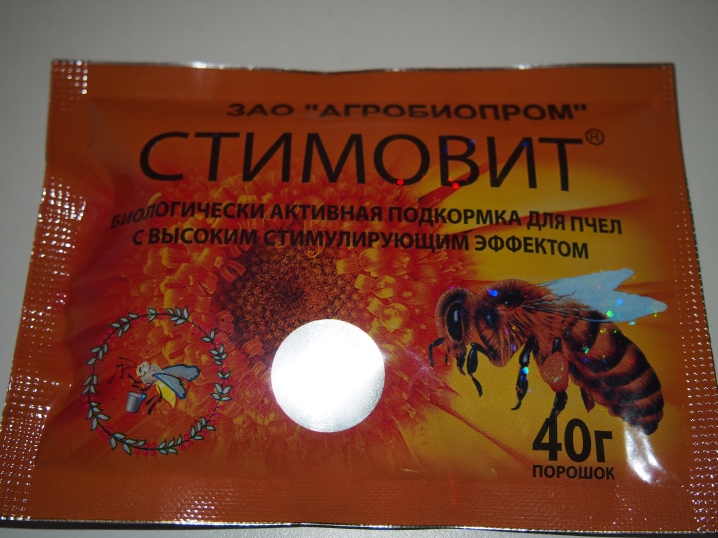 ЗАО "АГРОБИОПРОМ"
СТИМОВИТ®
БИОЛОГИЧЕСКИ АКТИВНАЯ ПОДКОРМКА ДЛЯ ПЧЕЛ
С ВЫСОКИМ СТИМУЛИРУЮЩИМ ЭФФЕКТОМ
40г
ПОРОШОК